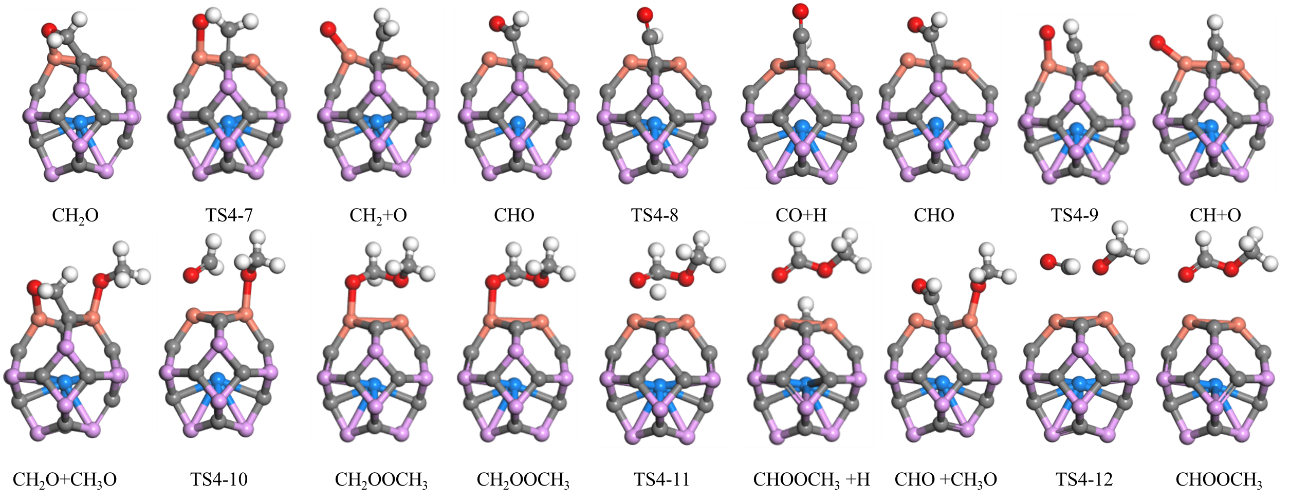 CH₂O TS4-7 CH₂+O CHO TS4-8 CO+H CHO TS4-9 CH+O
CH₂O+CH₃O TS4-10 CH₂OOCH₃ CH₂OOCH₃ TS4-11 CHOOCH₃ +H CHO +CH₃O TS4-12 CHOOCH₃